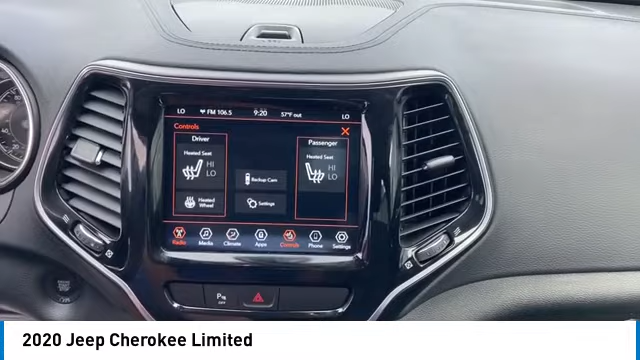 LO FM 106.5 9:20 57°F out LO
Controls X
Driver
Heated Seat
HI
LO
Heated
Wheel
Backup Cam
Settings
Passenger
Heated Seat
HI
LO
Radio Media Climate Apps Controls Phone Settings
P
OFF
2020 Jeep Cherokee Limited